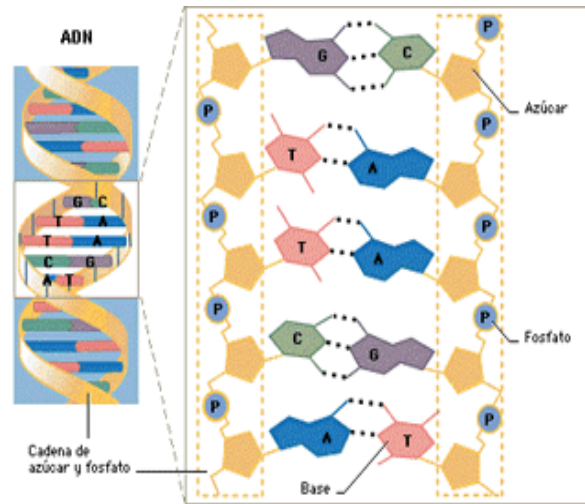 ADN
G C
T A
T A
C G
A T
Cadena de
azúcar y fosfato
P
G C
Azúcar
P
P
T A
P
P
T A
P
P
C G
Fosfato
P
P
A T
Base